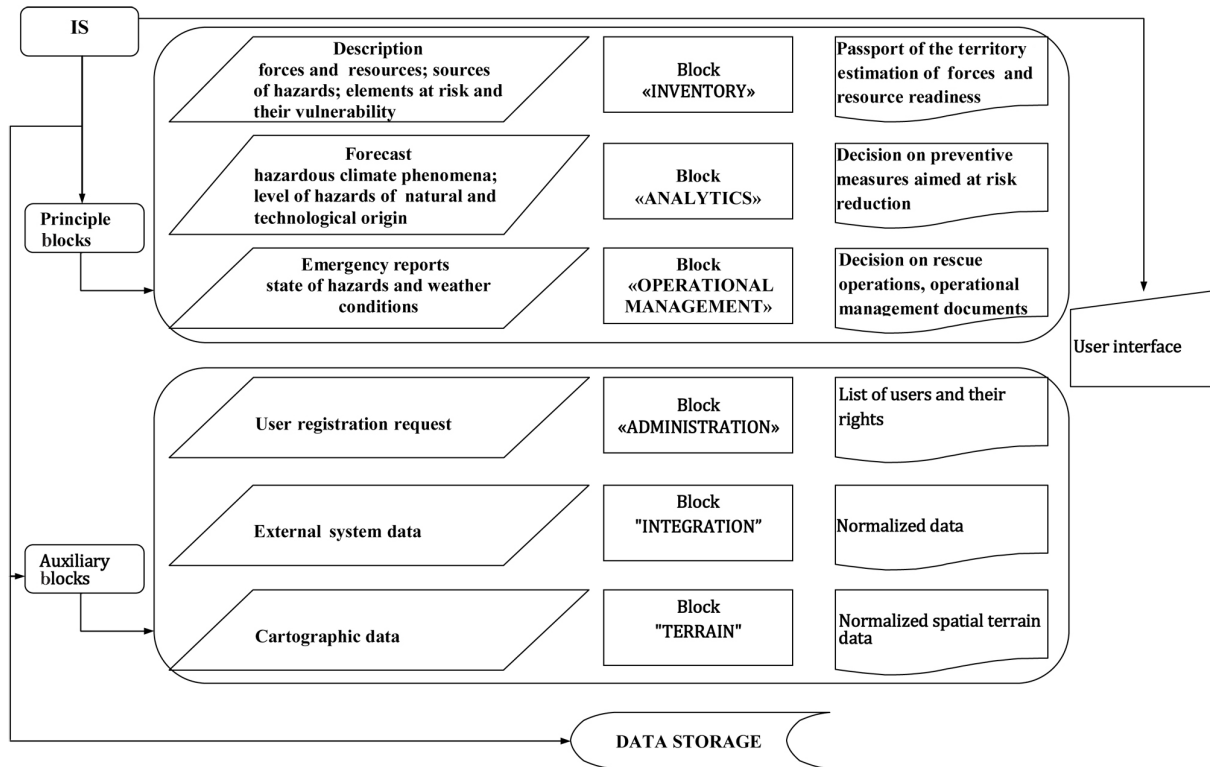 IS
Description
forces and resources; sources
of hazards; elements at risk and
their vulnerability
Block
«INVENTORY»
Passport of the territory
estimation of forces and
resource readiness
Forecast
hazardous climate phenomena;
level of hazards of natural and
technological origin
Block
«ANALYTICS»
Decision on preventive
measures aimed at risk
reduction
Principle
blocks
Emergency reports
state of hazards and weather
conditions
Block
«OPERATIONAL
MANAGEMENT»
Decision on rescue
operations, operational
management documents
User interface
User registration request
Block
«ADMINISTRATION»
List of users and their
rights
External system data
Block
"INTEGRATION”
Normalized data
Auxiliary
blocks
Cartographic data
Block
"TERRAIN"
Normalized spatial terrain
data
DATA STORAGE